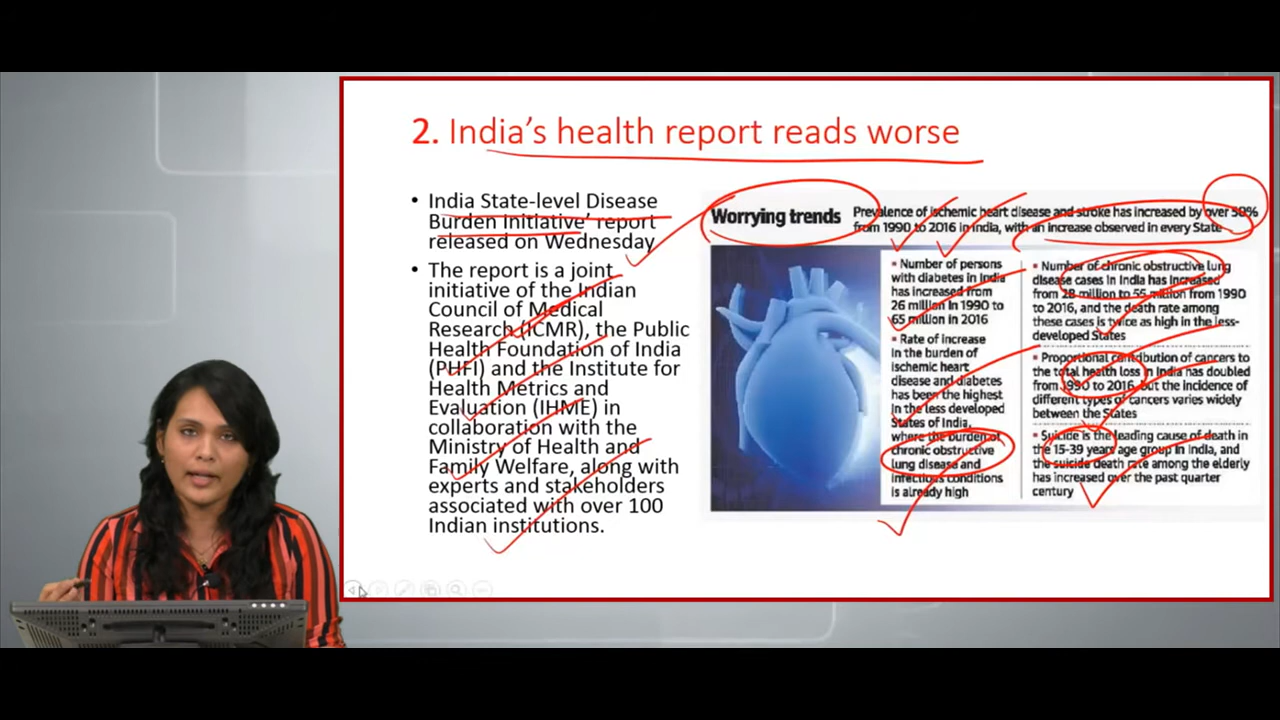 2. India's health report reads worse
• India State-level Disease
Burden Initiative' report
released on Wednesday
• The report is a joint
initiative of the Indian
Council of Medical
Research (ICMR), the Public
Health Foundation of India
(PHFI) and the Institute for
Health Metrics and
Evaluation (IHME) in
collaboration with the
Ministry of Health and
Family Welfare, along with
experts and stakeholders
associated with over 100
Indian institutions.
Worrying trends
Prevalence of ischemic heart disease and stroke has increased by over 50%
from 1990 to 2016 in India, with an increase observed in every State
▪ Number of persons
with diabetes in India
has increased from
26 million in 1990 to
65 million in 2016
▪ Rate of increase
in the burden of
ischemic heart
disease and diabetes
has been the highest
in the less developed
States of India,
where the burden of
chronic obstructive
lung disease and
infectious conditions
is already high
▪ Number of chronic obstructive lung
disease cases in India has increased
from 28 million to 55 million from 1990
to 2016, and the death rate among
these cases is twice as high in the less-
developed States
▪ Proportional contribution of cancers to
the total health loss in India has doubled
from 1990 to 2016, but the incidence of
different types of cancers varies widely
between the States
▪ Suicide is the leading cause of death in
the 15-39 years age group in India, and
the suicide death rate among the elderly
has increased over the past quarter
century